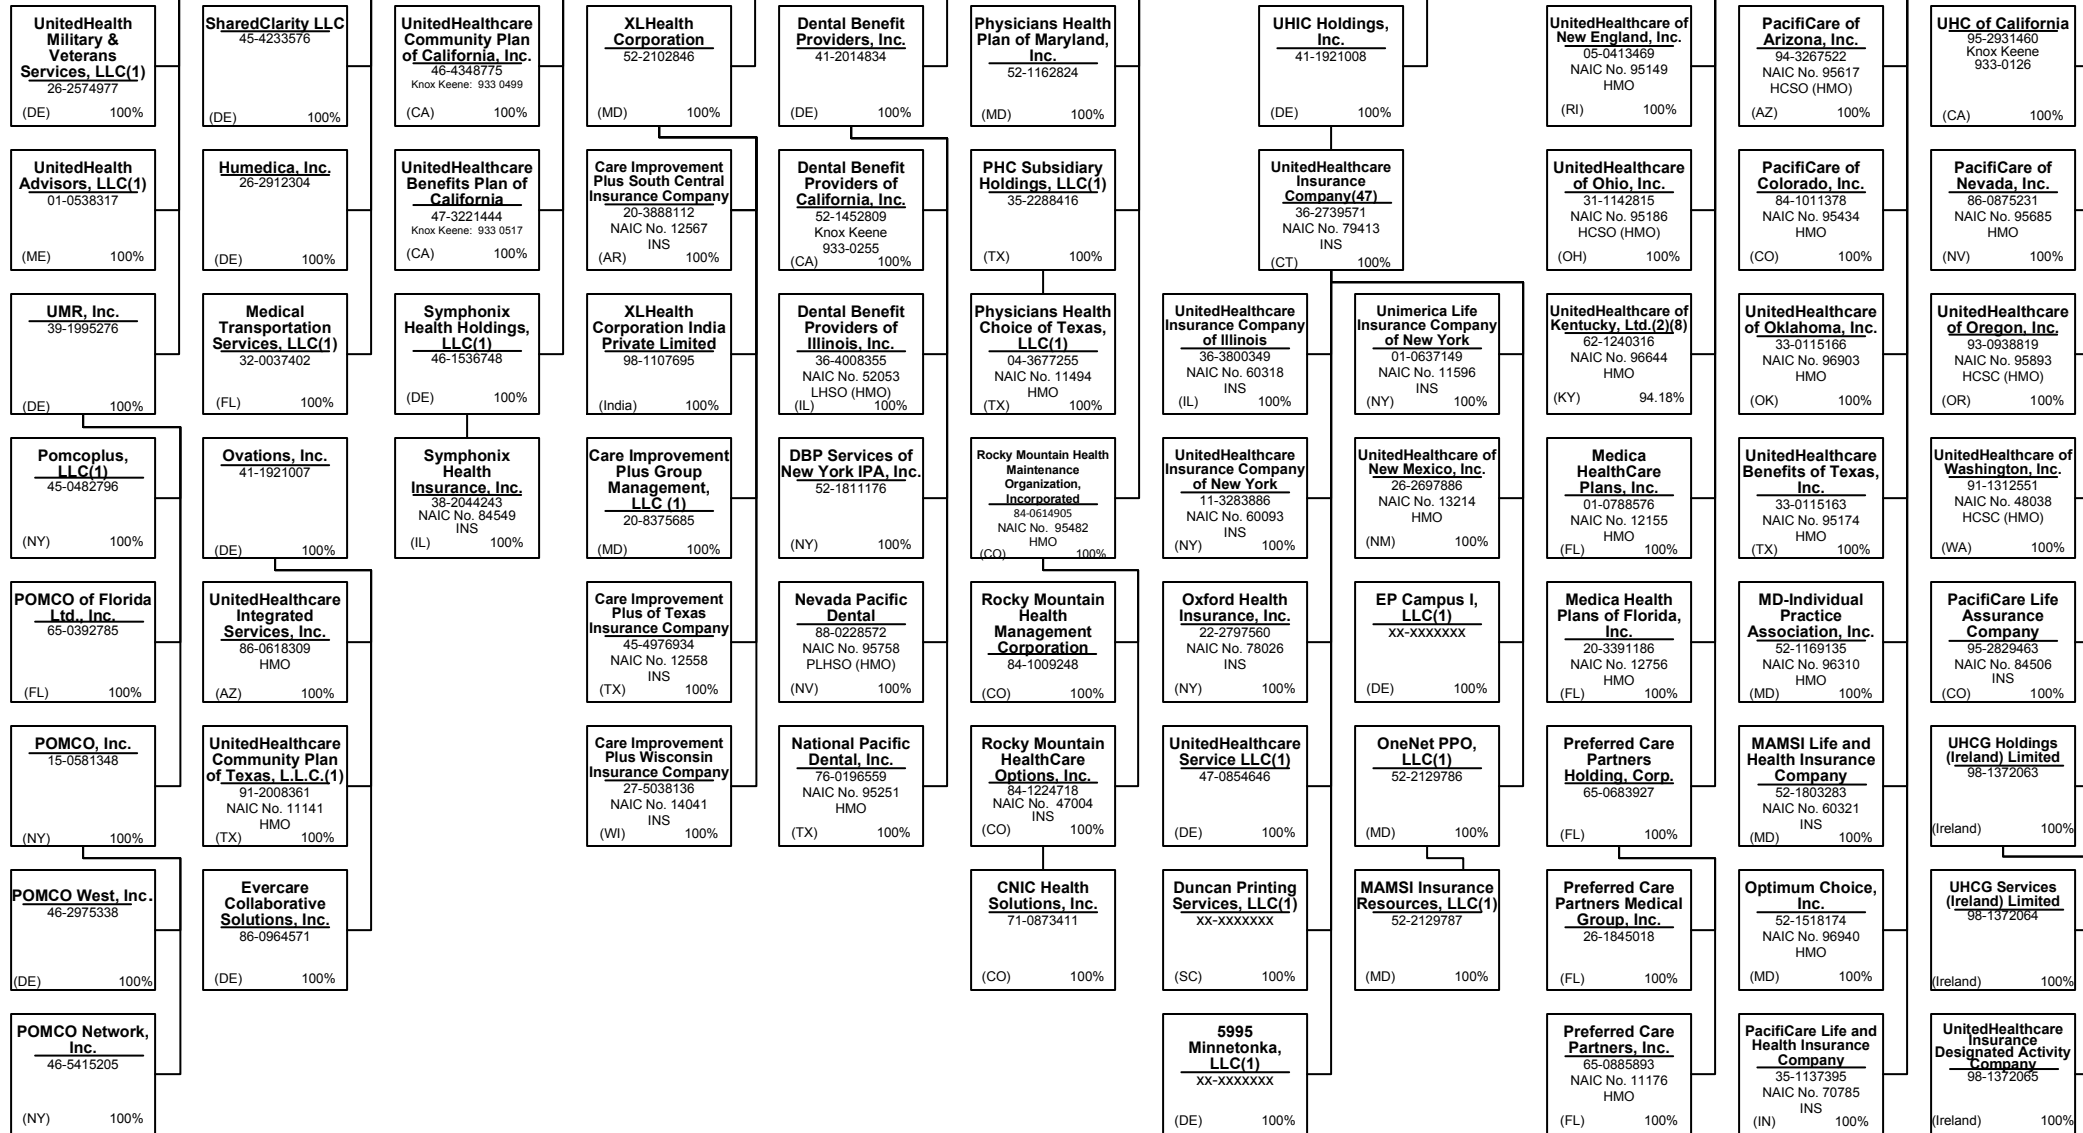 UnitedHealth
Military &
Veterans
Services, LLC(1)
26-2574977
(DE) 100%
UnitedHealth
Advisors, LLC(1)
01-0538317
(ME) 100%
UMR, Inc.
39-1995276
(DE) 100%
Pomcoplus,
LLC(1)
45-0482796
(NY) 100%
POMCO of Florida
Ltd., Inc.
65-0392785
(FL) 100%
POMCO, Inc.
15-0581348
(NY) 100%
POMCO West, Inc.
46-2975338
(DE) 100%
POMCO Network,
Inc.
46-5415205
(NY) 100%
SharedClarity LLC
45-4233576
(DE) 100%
Humedica, Inc.
26-2912304
(DE) 100%
Medical
Transportation
Services, LLC(1)
32-0037402
(FL) 100%
Ovations, Inc.
41-1921007
(DE) 100%
UnitedHealthcare
Integrated
Services, Inc.
86-0618309
HMO
(AZ) 100%
UnitedHealthcare
Community Plan
of Texas, L.L.C.(1)
91-2008361
NAIC No. 11141
HMO
(TX) 100%
Evercare
Collaborative
Solutions, Inc.
86-0964571
(DE) 100%
UnitedHealthcare
Community Plan
of California, Inc.
46-4348775
Knox Keene: 933 0499
(CA) 100%
UnitedHealthcare
Benefits Plan of
California
47-3221444
Knox Keene: 933 0517
(CA) 100%
Symphonix
Health Holdings,
LLC(1)
46-1536748
(DE) 100%
Symphonix
Health
Insurance, Inc.
38-2044243
NAIC No. 84549
INS
(IL) 100%
XLHealth
Corporation
52-2102846
(MD) 100%
Care Improvement
Plus South Central
Insurance Company
20-3888112
NAIC No. 12567
INS
(AR) 100%
XLHealth
Corporation India
Private Limited
98-1107695
(India) 100%
Care Improvement
Plus Group
Management,
LLC (1)
20-8375685
(MD) 100%
Care Improvement
Plus of Texas
Insurance Company
45-4976934
NAIC No. 12558
INS
(TX) 100%
Care Improvement
Plus Wisconsin
Insurance Company
27-5038136
NAIC No. 14041
INS
(WI) 100%
Dental Benefit
Providers, Inc.
41-2014834
(DE) 100%
Dental Benefit
Providers of
California, Inc.
52-1452809
Knox Keene
933-0255
(CA) 100%
Dental Benefit
Providers of
Illinois, Inc.
36-4008355
NAIC No. 52053
LHSO (HMO)
(IL) 100%
DBP Services of
New York IPA, Inc.
52-1811176
(NY) 100%
Nevada Pacific
Dental
88-0228572
NAIC No. 95758
PLHSO (HMO)
(NV) 100%
National Pacific
Dental, Inc.
76-0196559
NAIC No. 95251
HMO
(TX) 100%
Physicians Health
Plan of Maryland,
Inc.
52-1162824
(MD) 100%
PHC Subsidiary
Holdings, LLC(1)
35-2288416
(TX) 100%
Physicians Health
Choice of Texas,
LLC(1)
04-3677255
NAIC No. 11494
HMO
(TX) 100%
Rocky Mountain Health
Maintenance
Organization,
Incorporated
84-0614905
NAIC No. 95482
HMO
(CO) 100%
Rocky Mountain
Health
Management
Corporation
84-1009248
(CO) 100%
Rocky Mountain
HealthCare
Options, Inc.
84-1224718
NAIC No. 47004
INS
(CO) 100%
CNIC Health
Solutions, Inc.
71-0873411
(CO) 100%
UHIC Holdings,
Inc.
41-1921008
(DE) 100%
UnitedHealthcare
Insurance
Company(47)
36-2739571
NAIC No. 79413
INS
(CT) 100%
UnitedHealthcare
Insurance Company
of Illinois
36-3800349
NAIC No. 60318
INS
(IL) 100%
UnitedHealthcare
Insurance Company
of New York
11-3283886
NAIC No. 60093
INS
(NY) 100%
Oxford Health
Insurance, Inc.
22-2797560
NAIC No. 78026
INS
(NY) 100%
UnitedHealthcare
Service LLC(1)
47-0854646
(DE) 100%
Duncan Printing
Services, LLC(1)
xx-xxxxxxx
(SC) 100%
5995
Minnetonka,
LLC(1)
xx-xxxxxxx
(DE) 100%
Unimerica Life
Insurance Company
of New York
01-0637149
NAIC No. 11596
INS
(NY) 100%
UnitedHealthcare of
New Mexico, Inc.
26-2697886
NAIC No. 13214
HMO
(NM) 100%
EP Campus I,
LLC(1)
xx-xxxxxxx
(DE) 100%
OneNet PPO,
LLC(1)
52-2129786
(MD) 100%
MAMSI Insurance
Resources, LLC(1)
52-2129787
(MD) 100%
UnitedHealthcare of
New England, Inc.
05-0413469
NAIC No. 95149
HMO
(RI) 100%
UnitedHealthcare
of Ohio, Inc.
31-1142815
NAIC No. 95186
HCSO (HMO)
(OH) 100%
UnitedHealthcare of
Kentucky, Ltd.(2)(8)
62-1240316
NAIC No. 96644
HMO
(KY) 94.18%
Medica
HealthCare
Plans, Inc.
01-0788576
NAIC No. 12155
HMO
(FL) 100%
Medica Health
Plans of Florida,
Inc.
20-3391186
NAIC No. 12756
HMO
(FL) 100%
Preferred Care
Partners
Holding, Corp.
65-0683927
(FL) 100%
Preferred Care
Partners Medical
Group, Inc.
26-1845018
(FL) 100%
Preferred Care
Partners, Inc.
65-0885893
NAIC No. 11176
HMO
(FL) 100%
PacifiCare of
Arizona, Inc.
94-3267522
NAIC No. 95617
HCSO (HMO)
(AZ) 100%
PacifiCare of
Colorado, Inc.
84-1011378
NAIC No. 95434
HMO
(CO) 100%
UnitedHealthcare
of Oklahoma, Inc.
33-0115166
NAIC No. 96903
HMO
(OK) 100%
UnitedHealthcare
Benefits of Texas,
Inc.
33-0115163
NAIC No. 95174
HMO
(TX) 100%
MD-Individual
Practice
Association, Inc.
52-1169135
NAIC No. 96310
HMO
(MD) 100%
MAMSI Life and
Health Insurance
Company
52-1803283
NAIC No. 60321
INS
(MD) 100%
Optimum Choice,
Inc.
52-1518174
NAIC No. 96940
HMO
(MD) 100%
PacifiCare Life and
Health Insurance
Company
35-1137395
NAIC No. 70785
INS
(IN) 100%
UHC of California
95-2931460
Knox Keene
933-0126
(CA) 100%
PacifiCare of
Nevada, Inc.
86-0875231
NAIC No. 95685
HMO
(NV) 100%
UnitedHealthcare
of Oregon, Inc.
93-0938819
NAIC No. 95893
HCSC (HMO)
(OR) 100%
UnitedHealthcare of
Washington, Inc.
91-1312551
NAIC No. 48038
HCSC (HMO)
(WA) 100%
PacifiCare Life
Assurance
Company
95-2829463
NAIC No. 84506
INS
(CO) 100%
UHCG Holdings
(Ireland) Limited
98-1372063
(Ireland) 100%
UHCG Services
(Ireland) Limited
98-1372064
(Ireland) 100%
UnitedHealthcare
Insurance
Designated Activity
Company
98-1372065
(Ireland) 100%